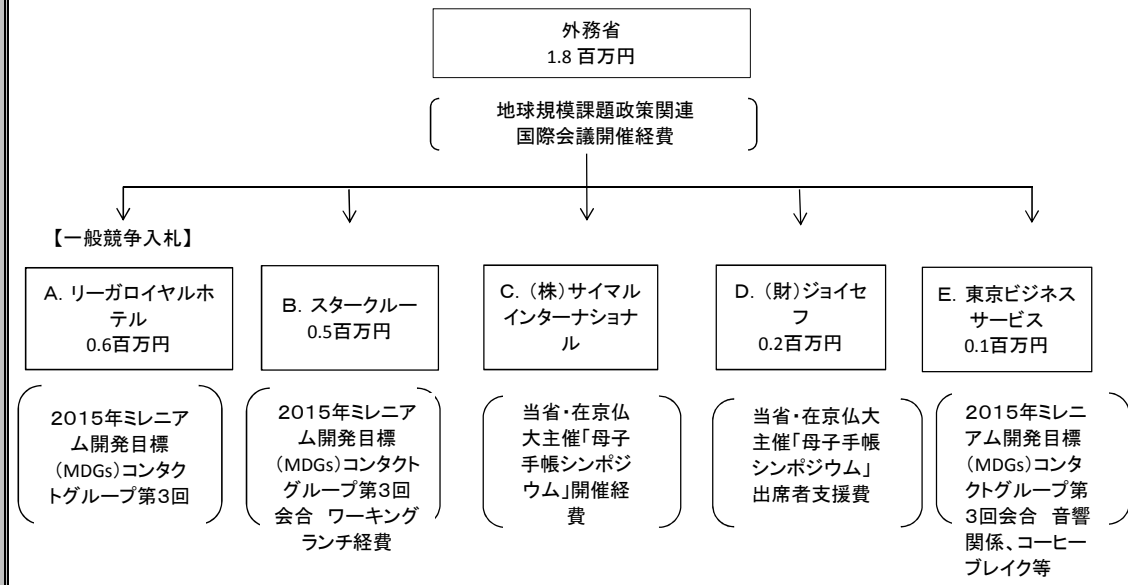 外務省
1.8 百万円
地球規模課題政策関連
国際会議開催経費
【一般競争入札】
A. リーガロイヤルホ
テル
0.6百万円
B. スタークルー
0.5百万円
C. (株)サイマル
インターナショナ
ル
D. (財)ジョイセ
フ
0.2百万円
E. 東京ビジネス
サービス
0.1百万円
2015年ミレニア
ム開発目標
(MDGs)コンタク
トグループ第3回
2015年ミレニア
ム開発目標
(MDGs)コンタクト
グループ第3回
会合 ワーキング
ランチ経費
当省・在京仏
大主催「母子
手帳シンポジ
ウム」開催経
費
当省・在京仏大
主催「母子手帳
シンポジウム」
出席者支援費
2015年ミレニ
アム開発目標
(MDGs)コンタ
クトグループ第
3回会合 音響
関係、コーヒー
ブレイク等